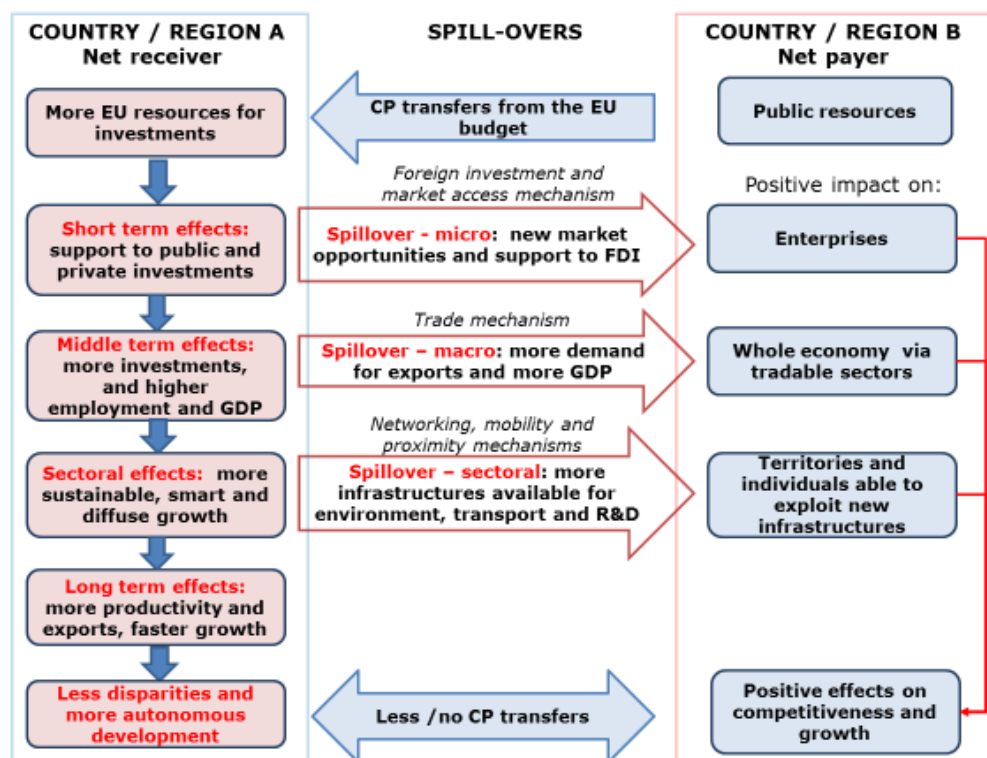 COUNTRY / REGION A
Net receiver
SPILL-OVERS
COUNTRY / REGION B
Net payer
More EU resources for
investments
CP transfers from the EU
budget
Public resources
Foreign investment and
market access mechanism
Positive impact on:
Short term effects:
support to public and
private investments
Spillover - micro: new market
opportunities and support to FDI
Enterprises
Trade mechanism
Middle term effects:
more investments,
and higher
employment and GDP
Spillover – macro: more demand
for exports and more GDP
Whole economy via
tradable sectors
Networking, mobility and
proximity mechanisms
Sectoral effects: more
sustainable, smart and
diffuse growth
Spillover – sectoral: more
infrastructures available for
environment, transport and R&D
Territories and
individuals able to
exploit new
infrastructures
Long term effects:
more productivity and
exports, faster growth
Less disparities and
more autonomous
development
Less /no CP transfers
Positive effects on
competitiveness and
growth